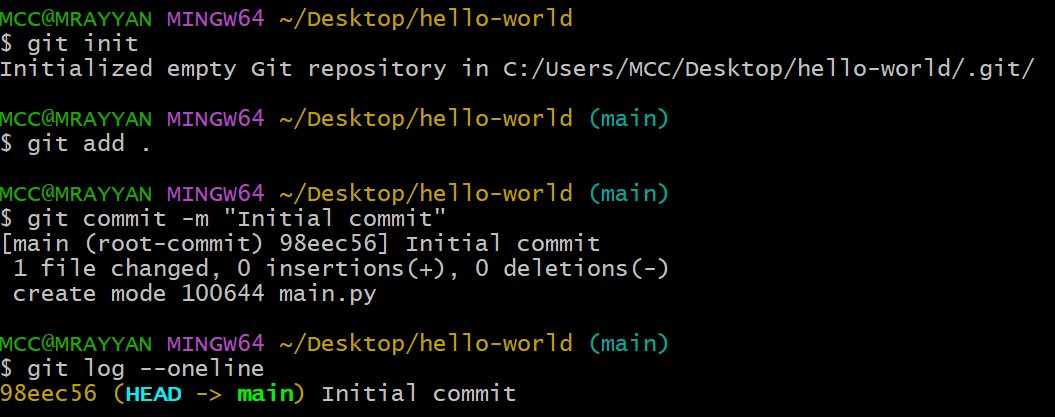 MCC@MRAYYAN MINGW64 ~/Desktop/hello-world
$ git init
Initialized empty Git repository in C:/Users/MCC/Desktop/hello-world/.git/
MCC@MRAYYAN MINGW64 ~/Desktop/hello-world (main)
$ git add .
MCC@MRAYYAN MINGW64 ~/Desktop/hello-world (main)
$ git commit -m "Initial commit"
[main (root-commit) 98eec56] Initial commit
 1 file changed, 0 insertions(+), 0 deletions(-)
 create mode 100644 main.py
MCC@MRAYYAN MINGW64 ~/Desktop/hello-world (main)
$ git log --oneline
98eec56 (HEAD -> main) Initial commit